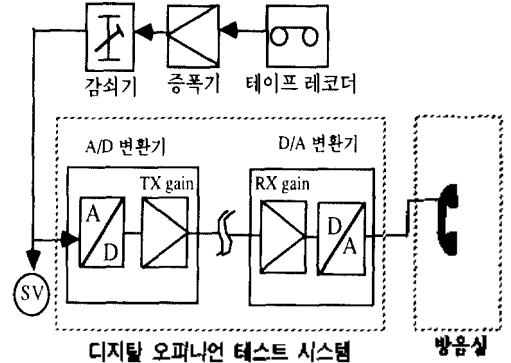 감쇠기
증폭기
테이프 레코더
A/D 변환기
D/A 변환기
TX gain
RX gain
A
D
D
A
SV
디지탈 오피니언 테스트 시스템
방음실